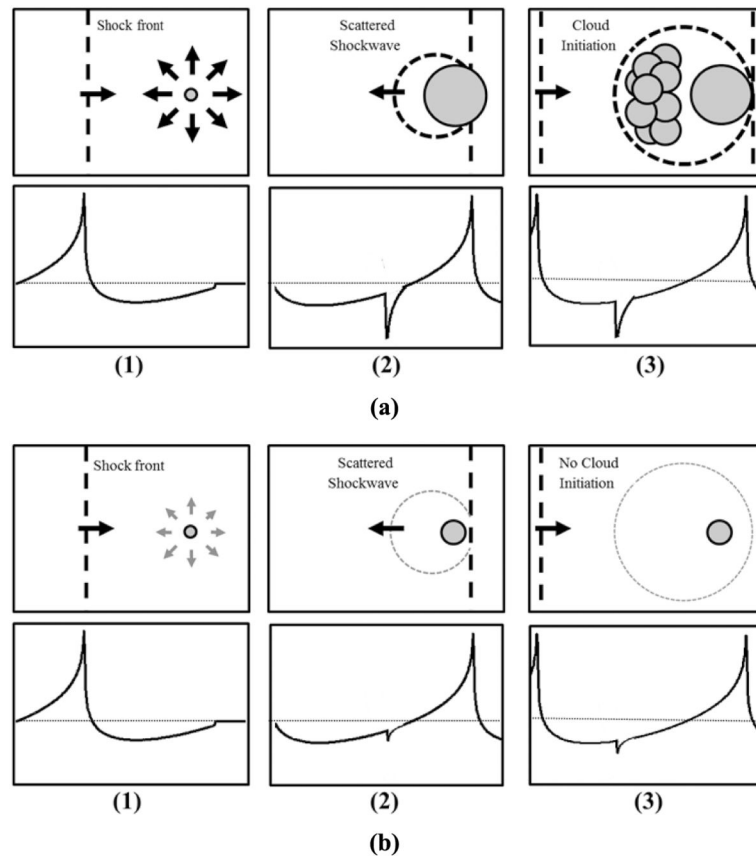 Shock front
Scattered
Shockwave
Cloud
Initiation
(1)
(2)
(3)
(a)
Shock front
Scattered
Shockwave
No Cloud
Initiation
(1)
(2)
(3)
(b)